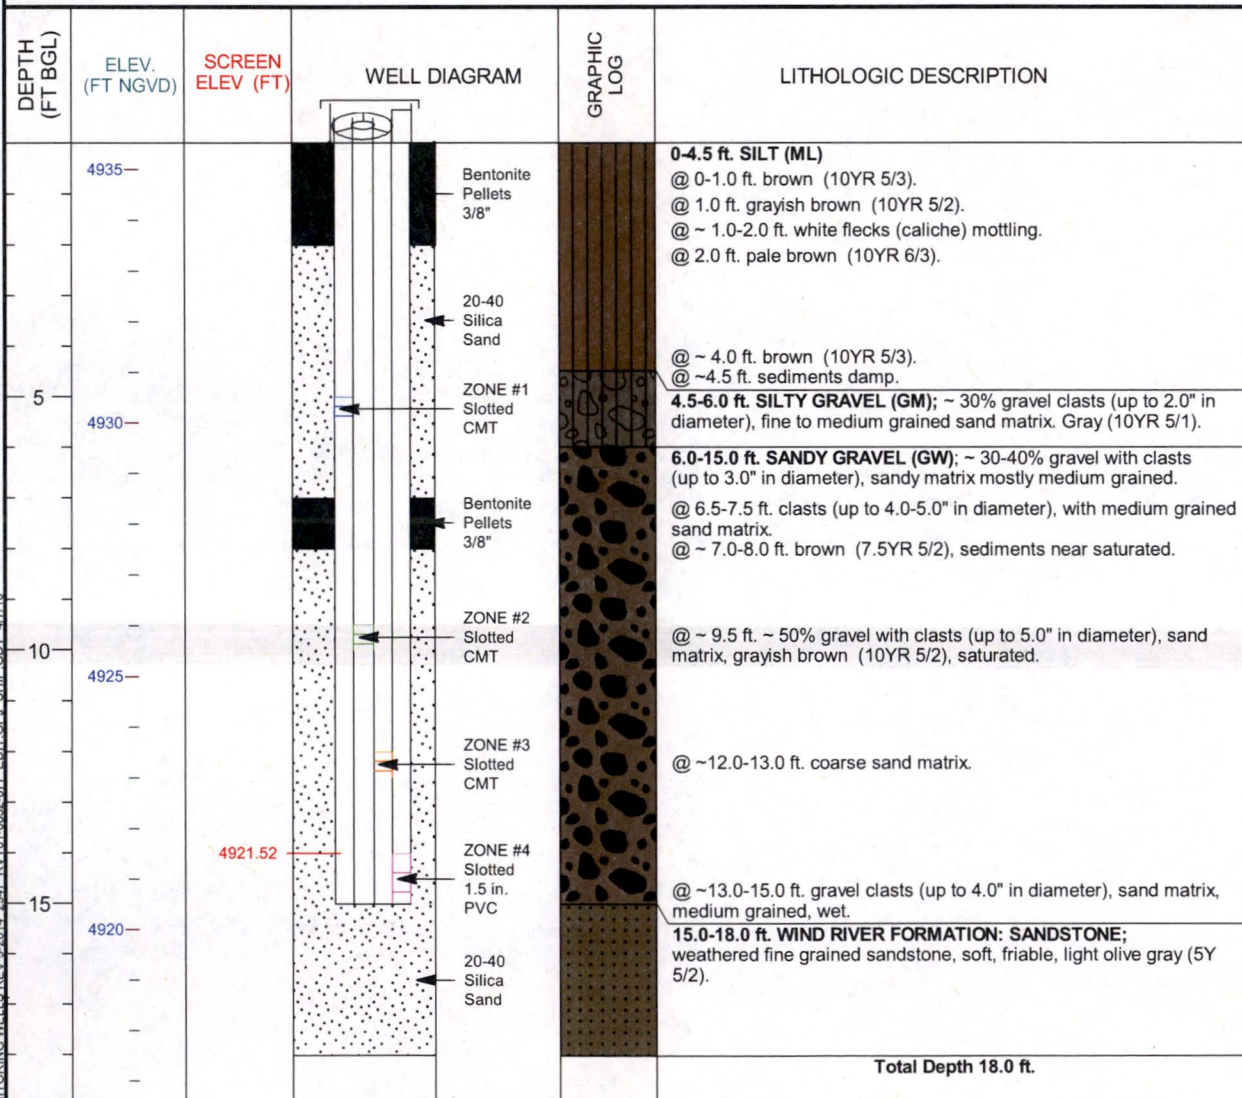 DEPTH
(FT BGL)
ELEV.
(FT NGVD)
SCREEN
ELEV (FT)
WELL DIAGRAM
GRAPHIC
LOG
LITHOLOGIC DESCRIPTION
4935
Bentonite
Pellets
3/8"
0-4.5 ft. SILT (ML)
@ 0-1.0 ft. brown (10YR 5/3).
@ 1.0 ft. grayish brown (10YR 5/2).
@ ~ 1.0-2.0 ft. white flecks (caliche) mottling.
@ 2.0 ft. pale brown (10YR 6/3).
20-40
Silica
Sand
@ ~ 4.0 ft. brown (10YR 5/3).
@ ~4.5 ft. sediments damp.
5
4930
ZONE #1
Slotted
CMT
4.5-6.0 ft. SILTY GRAVEL (GM); ~ 30% gravel clasts (up to 2.0" in
diameter), fine to medium grained sand matrix. Gray (10YR 5/1).
6.0-15.0 ft. SANDY GRAVEL (GW); ~ 30-40% gravel with clasts
(up to 3.0" in diameter), sandy matrix mostly medium grained.
Bentonite
Pellets
3/8"
@ 6.5-7.5 ft. clasts (up to 4.0-5.0" in diameter), with medium grained
sand matrix.
@ ~ 7.0-8.0 ft. brown (7.5YR 5/2), sediments near saturated.
ZONE #2
Slotted
CMT
10
4925
@ ~ 9.5 ft. ~ 50% gravel with clasts (up to 5.0" in diameter), sand
matrix, grayish brown (10YR 5/2), saturated.
ZONE #3
Slotted
CMT
@ ~12.0-13.0 ft. coarse sand matrix.
4921.52
ZONE #4
Slotted
1.5 in.
PVC
@ ~13.0-15.0 ft. gravel clasts (up to 4.0" in diameter), sand matrix,
medium grained, wet.
15
4920
15.0-18.0 ft. WIND RIVER FORMATION: SANDSTONE;
weathered fine grained sandstone, soft, friable, light olive gray (5Y
5/2).
20-40
Silica
Sand
Total Depth 18.0 ft.